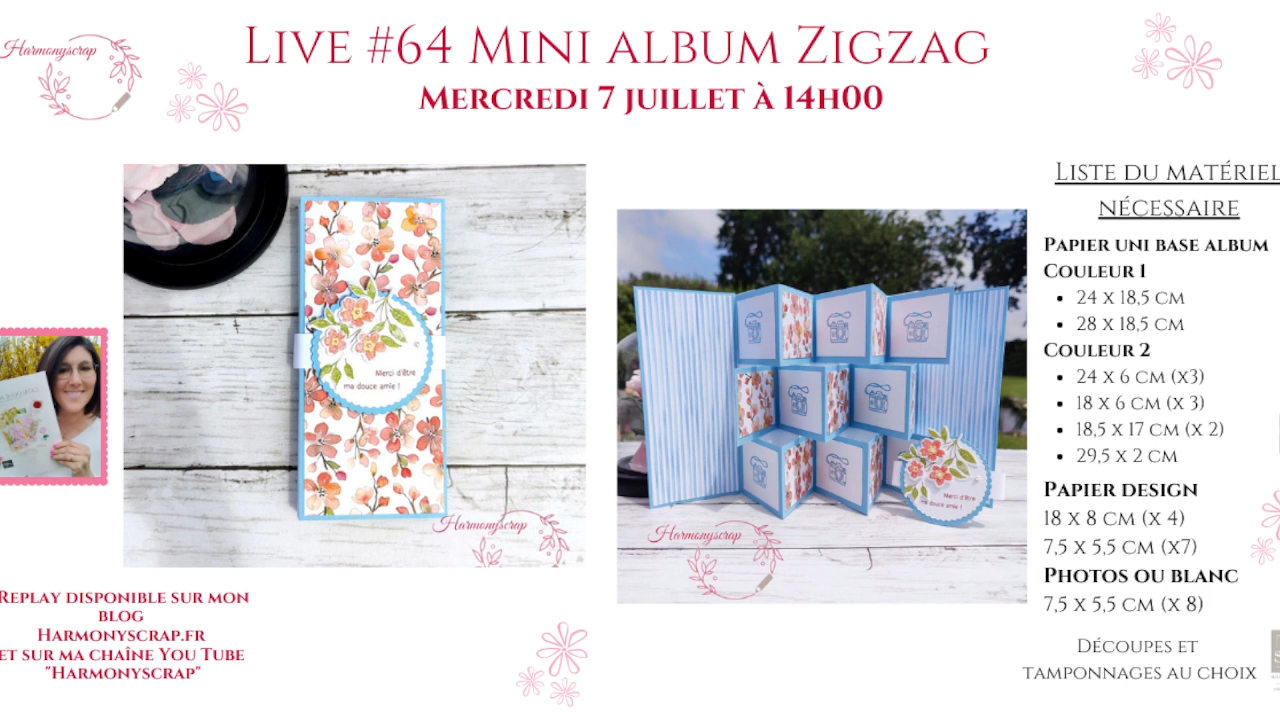 Harmonyscrap
Live #64 Mini album Zigzag
Mercredi 7 juillet à 14h00
Merci d'être
ma douce amie !
Harmonyscrap
Merci d'être
ma douce amie !
Harmonyscrap
Liste du matériel
nécessaire
Papier uni base album
Couleur 1
• 24 x 18,5 cm
• 28 x 18,5 cm
Couleur 2
• 24 x 6 cm (x3)
• 18 x 6 cm (x 3)
• 18,5 x 17 cm (x 2)
• 29,5 x 2 cm
Papier design
18 x 8 cm (x 4)
7,5 x 5,5 cm (x7)
Photos ou blanc
7,5 x 5,5 cm (x 8)
Découpes et
tamponnages au choix
Replay disponible sur mon
blog
Harmonyscrap.fr
et sur ma chaîne You Tube
"Harmonyscrap"